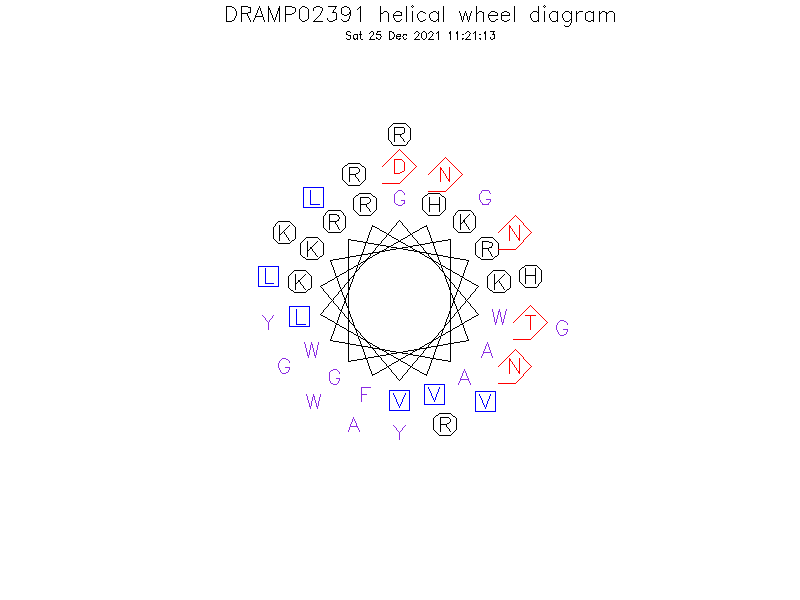 DRAMP02391 helical wheel diagram
Sat 25 Dec 2021 11:21:13
R
R D N
L R R G H G
K R K N
K R
L K K H
Y L W T G
G W A N
G A
W F V V V
A Y R